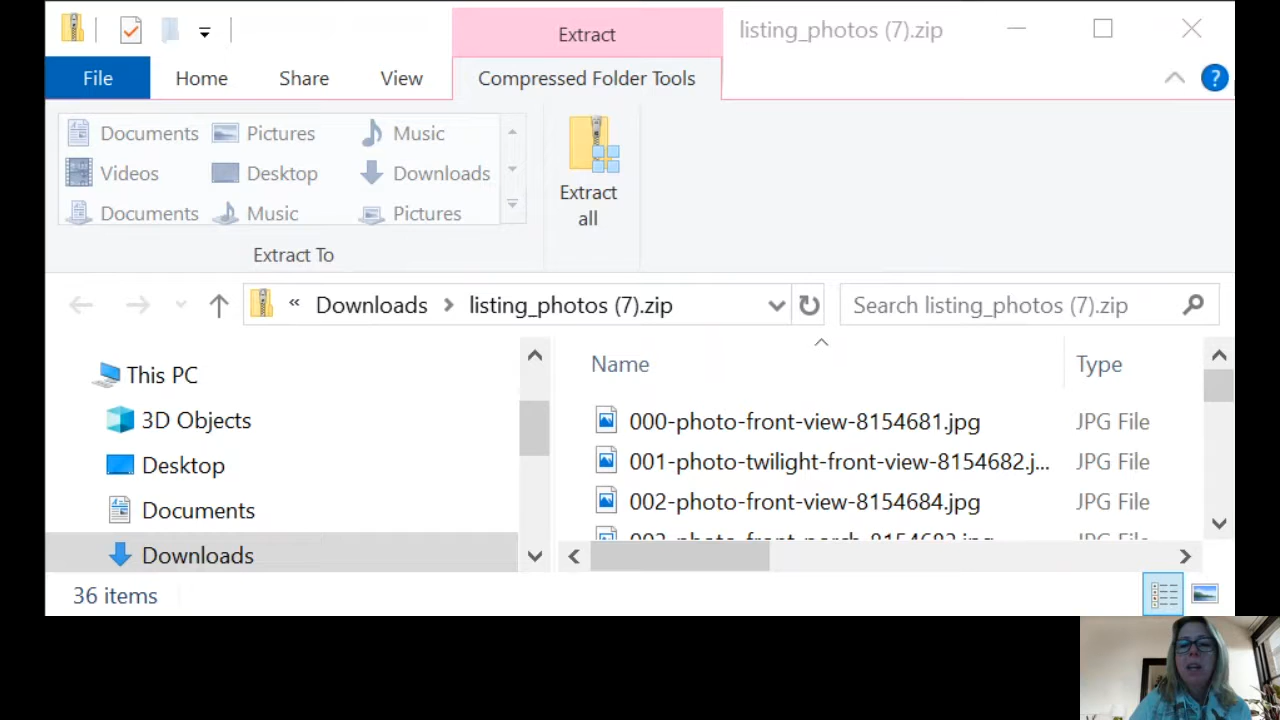 Extract
listing_photos (7).zip
File
Home
Share
View
Compressed Folder Tools
?
Documents
Pictures
Music
Videos
Desktop
Downloads
Documents
Music
Pictures
Extract
all
Extract To
« Downloads > listing_photos (7).zip
Search listing_photos (7).zip
This PC
3D Objects
Desktop
Documents
Downloads
Name
Type
000-photo-front-view-8154681.jpg
JPG File
001-photo-twilight-front-view-8154682.j...
JPG File
002-photo-front-view-8154684.jpg
JPG File
36 items